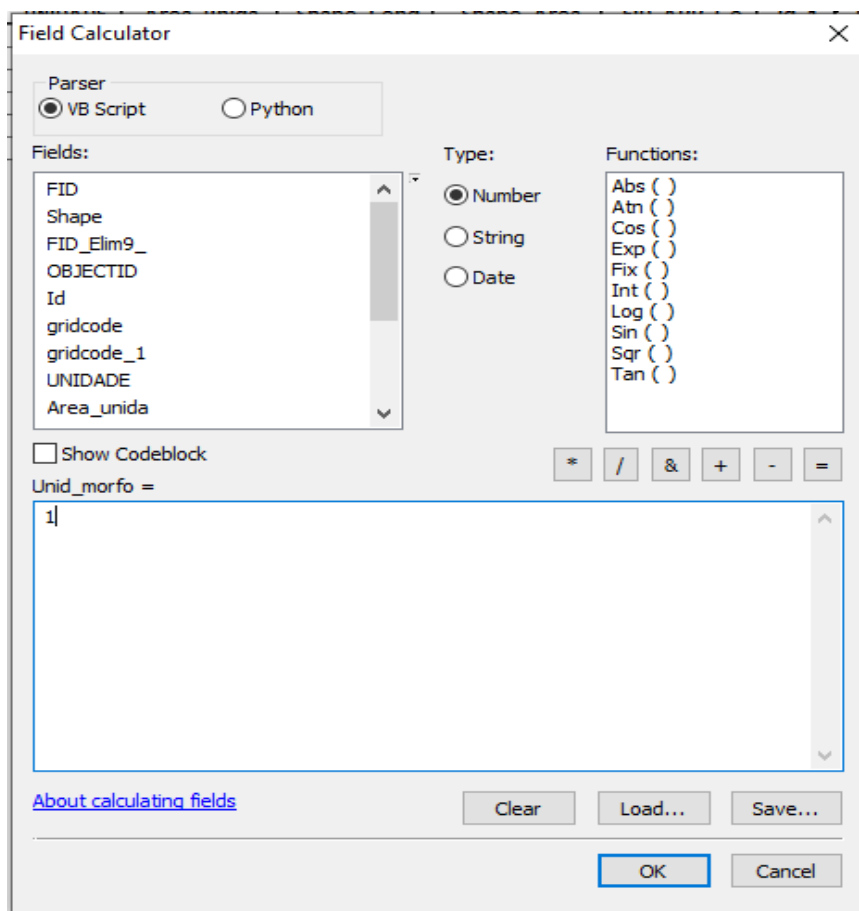 Field Calculator
Parser
VB Script
Python
Fields:
Type:
Functions:
FID
Shape
FID_Elim9_
OBJECTID
Id
gridcode
gridcode_1
UNIDADE
Area_unida
Number
String
Date
Abs ( )
Atn ( )
Cos ( )
Exp ( )
Fix ( )
Int ( )
Log ( )
Sin ( )
Sqr ( )
Tan ( )
Show Codeblock
* / & + - =
Unid_morfo =
1
About calculating fields
Clear
Load...
Save...
OK
Cancel